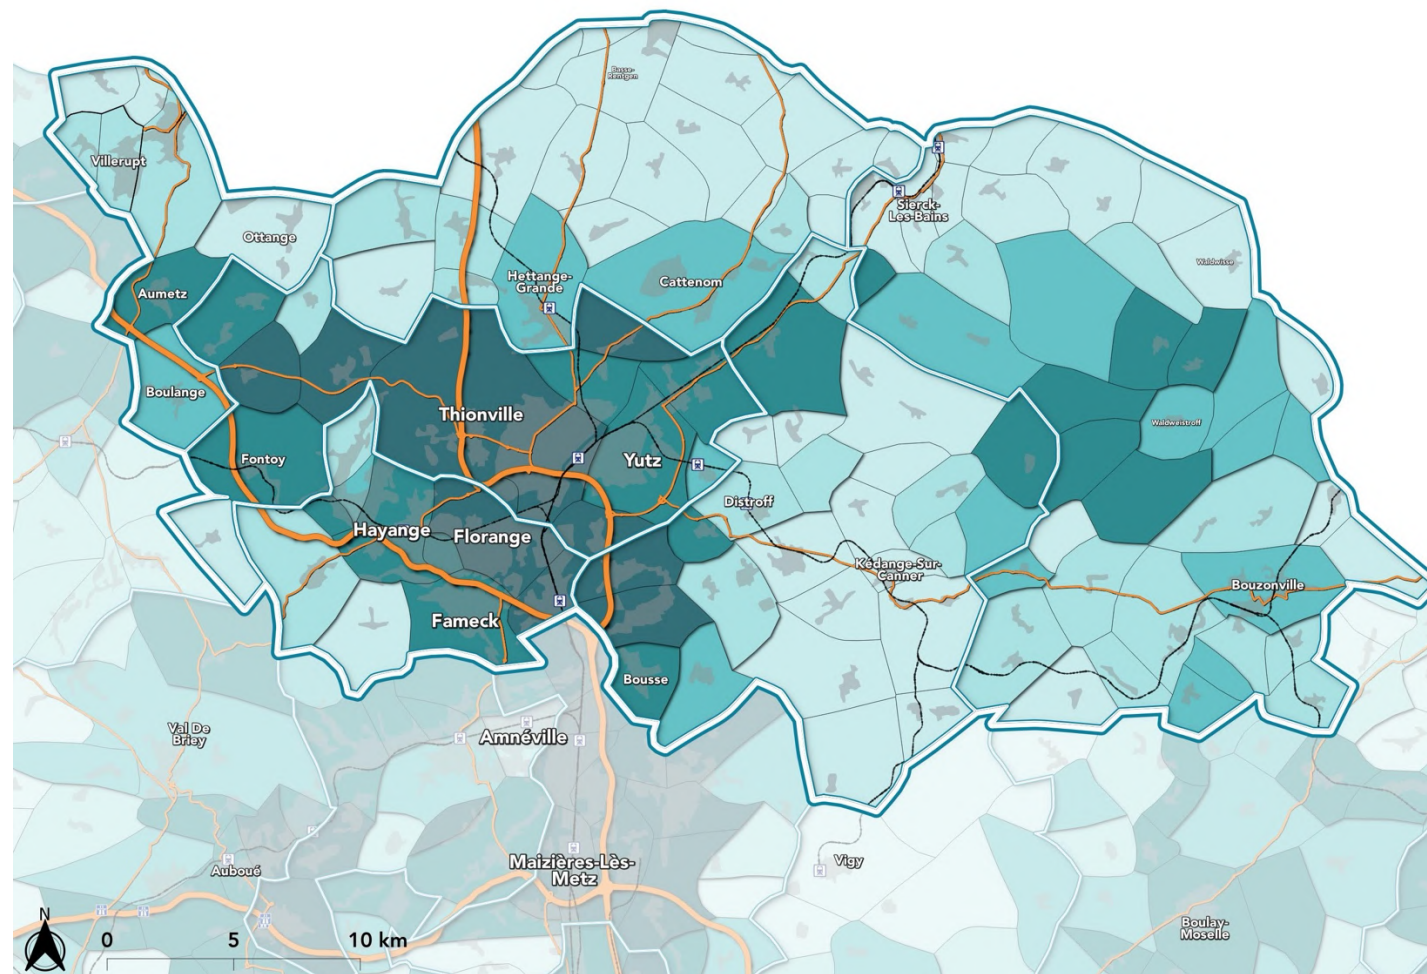 Basse-
Rentgen
Villerupt
Sierck-
Les-Bains
Ottange
Waldwisse
Hettange-
Grande
Cattenom
Aumetz
Boulange
Thionville
Waldweistroff
Fontoy
Yutz
Distroff
Hayange
Florange
Kédange-Sur-
Canner
Bouzonville
Fameck
Bousse
Val De
Briey
Amnéville
Maizières-Lès-
Metz
Vigy
Auboué
Boulay-
Moselle
N
0 5 10 km